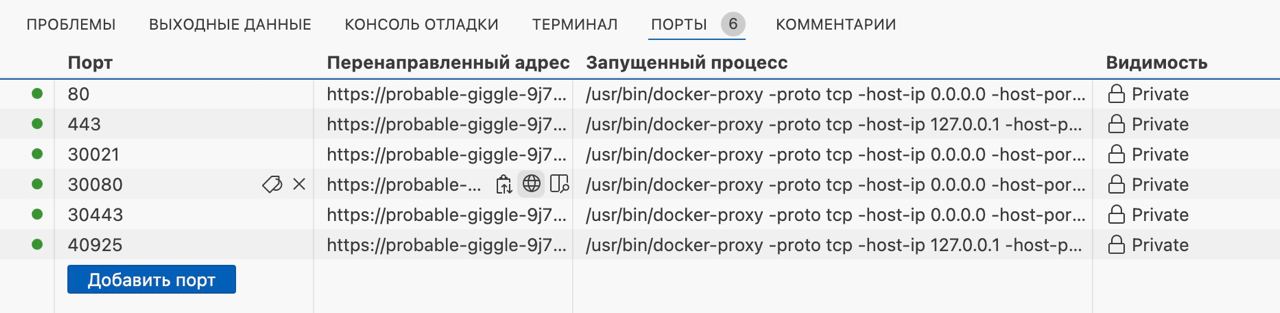 ПРОБЛЕМЫ ВЫХОДНЫЕ ДАННЫЕ КОНСОЛЬ ОТЛАДКИ ТЕРМИНАЛ ПОРТЫ 6 КОММЕНТАРИИ
Порт Перенаправленный адрес Запущенный процесс Видимость
80 https://probable-giggle-9j7... /usr/bin/docker-proxy -proto tcp -host-ip 0.0.0.0 -host-por... Private
443 https://probable-giggle-9j7... /usr/bin/docker-proxy -proto tcp -host-ip 127.0.0.1 -host-p... Private
30021 https://probable-giggle-9j7... /usr/bin/docker-proxy -proto tcp -host-ip 0.0.0.0 -host-por... Private
30080 https://probable-... /usr/bin/docker-proxy -proto tcp -host-ip 0.0.0.0 -host-por... Private
30443 https://probable-giggle-9j7... /usr/bin/docker-proxy -proto tcp -host-ip 0.0.0.0 -host-por... Private
40925 https://probable-giggle-9j7... /usr/bin/docker-proxy -proto tcp -host-ip 127.0.0.1 -host-p... Private
Добавить порт